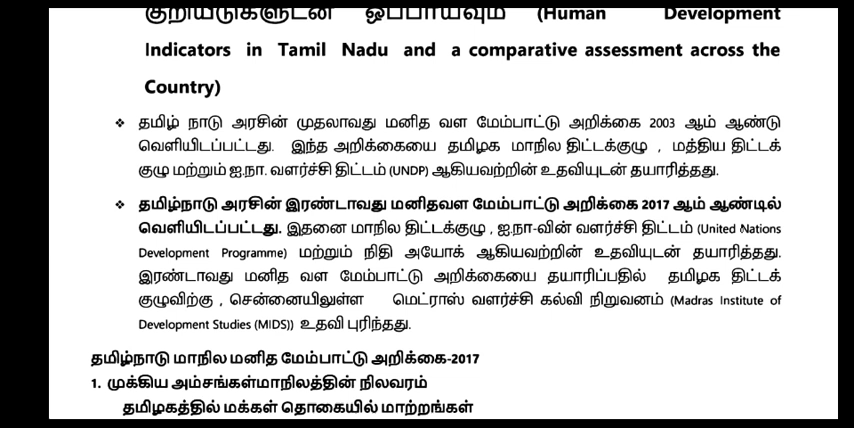 குறியீடுகளுடன் ஒப்பாய்வும் (Human Development
Indicators in Tamil Nadu and a comparative assessment across the
Country)
❖ தமிழ் நாடு அரசின் முதலாவது மனித வள மேம்பாட்டு அறிக்கை 2003 ஆம் ஆண்டு
வெளியிடப்பட்டது. இந்த அறிக்கையை தமிழக மாநில திட்டக்குழு , மத்திய திட்டக்
குழு மற்றும் ஐ.நா. வளர்ச்சி திட்டம் (UNDP) ஆகியவற்றின் உதவியுடன் தயாரித்தது.
❖ தமிழ்நாடு அரசின் இரண்டாவது மனிதவள மேம்பாட்டு அறிக்கை 2017 ஆம் ஆண்டில்
வெளியிடப்பட்டது. இதனை மாநில திட்டக்குழு , ஐ.நா-வின் வளர்ச்சி திட்டம் (United Nations
Development Programme) மற்றும் நிதி அயோக் ஆகியவற்றின் உதவியுடன் தயாரித்தது.
இரண்டாவது மனித வள மேம்பாட்டு அறிக்கையை தயாரிப்பதில் தமிழக திட்டக்
குழுவிற்கு , சென்னையிலுள்ள மெட்ராஸ் வளர்ச்சி கல்வி நிறுவனம் (Madras Institute of
Development Studies (MIDS)) உதவி புரிந்தது.
தமிழ்நாடு மாநில மனித மேம்பாட்டு அறிக்கை-2017
1. முக்கிய அம்சங்கள்மாநிலத்தின் நிலவரம்
தமிழகத்தில் மக்கள் தொகையில் மாற்றங்கள்